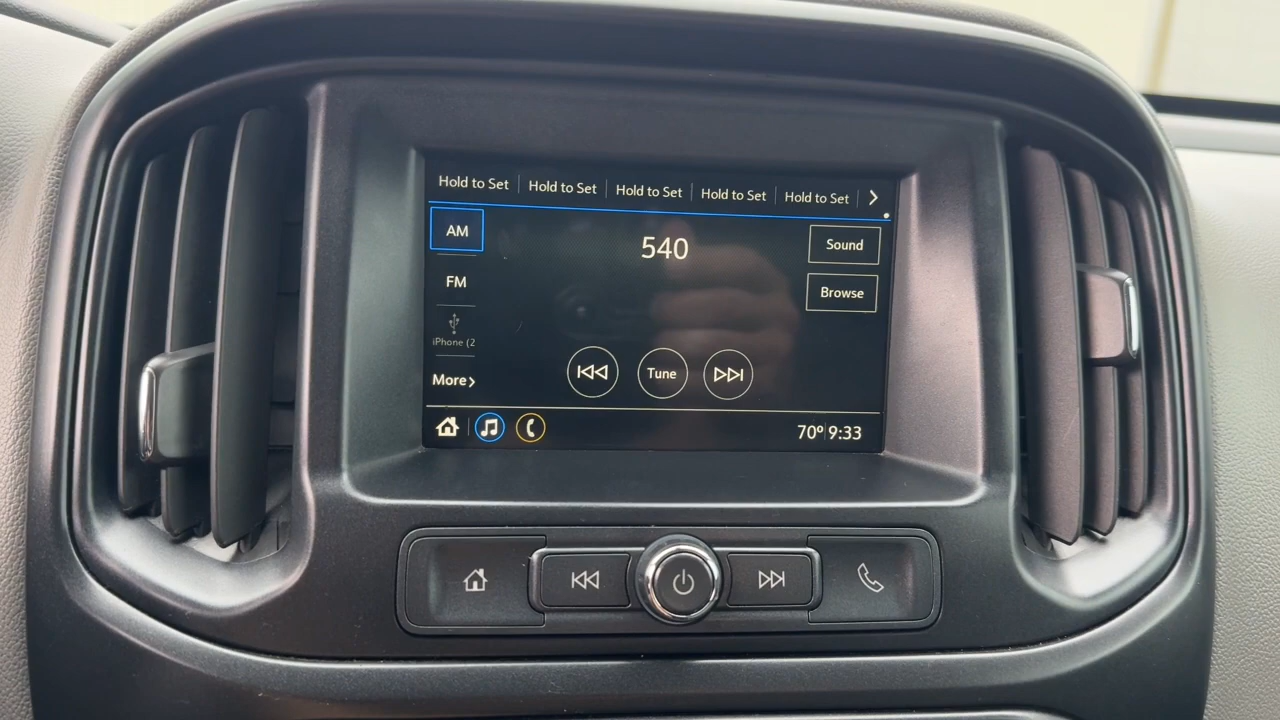 Hold to Set Hold to Set Hold to Set Hold to Set Hold to Set
AM
540
Sound
FM
Browse
iPhone (2
Tune
More
70° 9:33